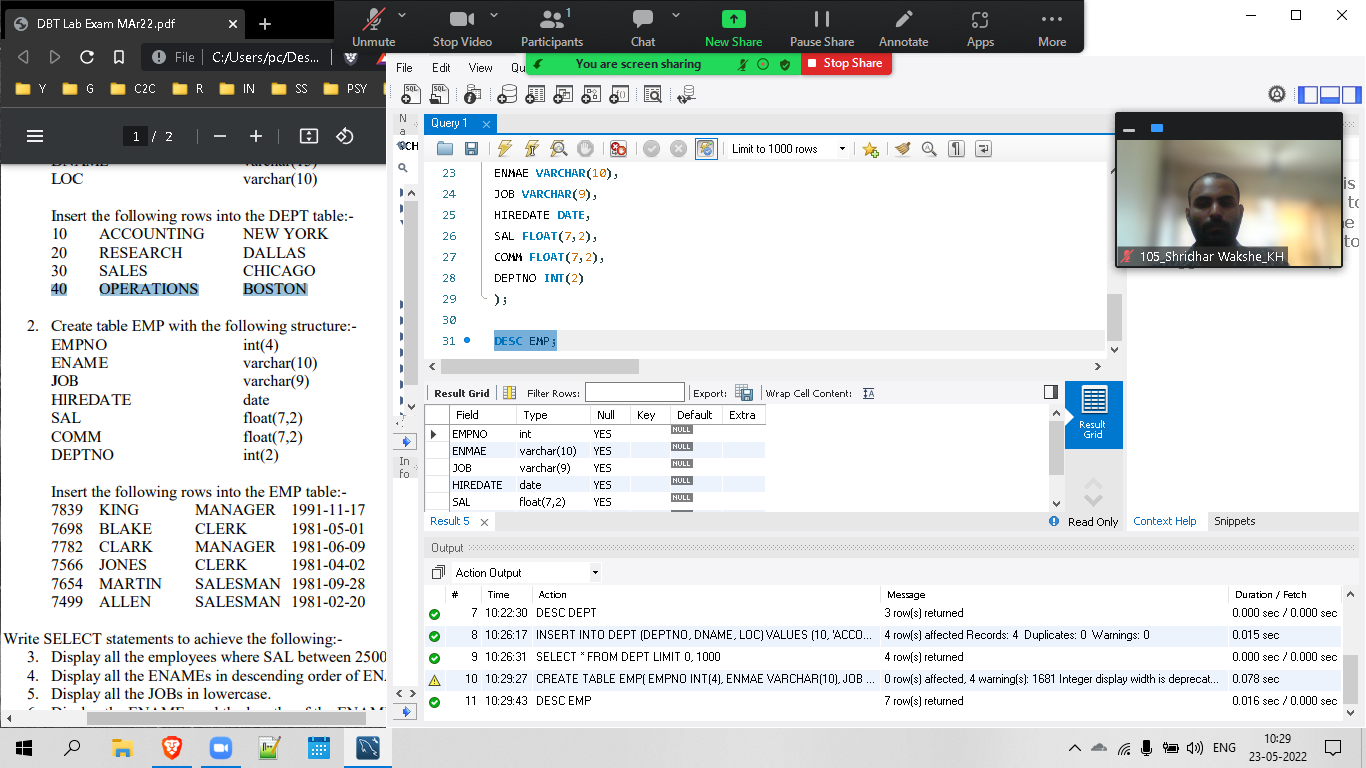 DBT Lab Exam MAr22.pdf
Unmute
Stop Video
1
Participants
Chat
New Share
Pause Share
Annotate
Apps
More
File C:/Users/pc/Des...
You are screen sharing
Stop Share
Y G C2C R IN SS PSY
1 / 2
LOC varchar(10)
Insert the following rows into the DEPT table:-
10 ACCOUNTING NEW YORK
20 RESEARCH DALLAS
30 SALES CHICAGO
40 OPERATIONS BOSTON
2. Create table EMP with the following structure:-
EMPNO int(4)
ENAME varchar(10)
JOB varchar(9)
HIREDATE date
SAL float(7,2)
COMM float(7,2)
DEPTNO int(2)
Insert the following rows into the EMP table:-
7839 KING MANAGER 1991-11-17
7698 BLAKE CLERK 1981-05-01
7782 CLARK MANAGER 1981-06-09
7566 JONES CLERK 1981-04-02
7654 MARTIN SALESMAN 1981-09-28
7499 ALLEN SALESMAN 1981-02-20
Write SELECT statements to achieve the following:-
3. Display all the employees where SAL between 2500
4. Display all the ENAMEs in descending order of EN
5. Display all the JOBs in lowercase.
File Edit View Qu
Query 1
Limit to 1000 rows
23 ENMAE VARCHAR(10),
24 JOB VARCHAR(9),
25 HIREDATE DATE,
26 SAL FLOAT(7,2),
27 COMM FLOAT(7,2),
28 DEPTNO INT(2)
29 );
30
31 DESC EMP;
105_Shridhar Wakshe_KH
Result Grid Filter Rows: Export: Wrap Cell Content:
Field Type Null Key Default Extra
EMPNO int YES NULL
ENMAE varchar(10) YES NULL
JOB varchar(9) YES NULL
HIREDATE date YES NULL
SAL float(7,2) YES NULL
Result
Grid
Result 5
Read Only
Context Help
Snippets
In
fo
Output
Action Output
# Time Action Message Duration / Fetch
7 10:22:30 DESC DEPT 3 row(s) returned 0.000 sec / 0.000 sec
8 10:26:17 INSERT INTO DEPT (DEPTNO, DNAME, LOC) VALUES (10, 'ACCO... 4 row(s) affected Records: 4 Duplicates: 0 Warnings: 0 0.015 sec
9 10:26:31 SELECT * FROM DEPT LIMIT 0, 1000 4 row(s) returned 0.000 sec / 0.000 sec
10 10:29:27 CREATE TABLE EMP( EMPNO INT(4), ENMAE VARCHAR(10), JOB ... 0 row(s) affected, 4 warning(s): 1681 Integer display width is deprecat... 0.078 sec
11 10:29:43 DESC EMP 7 row(s) returned 0.016 sec / 0.000 sec
ENG
10:29
23-05-2022